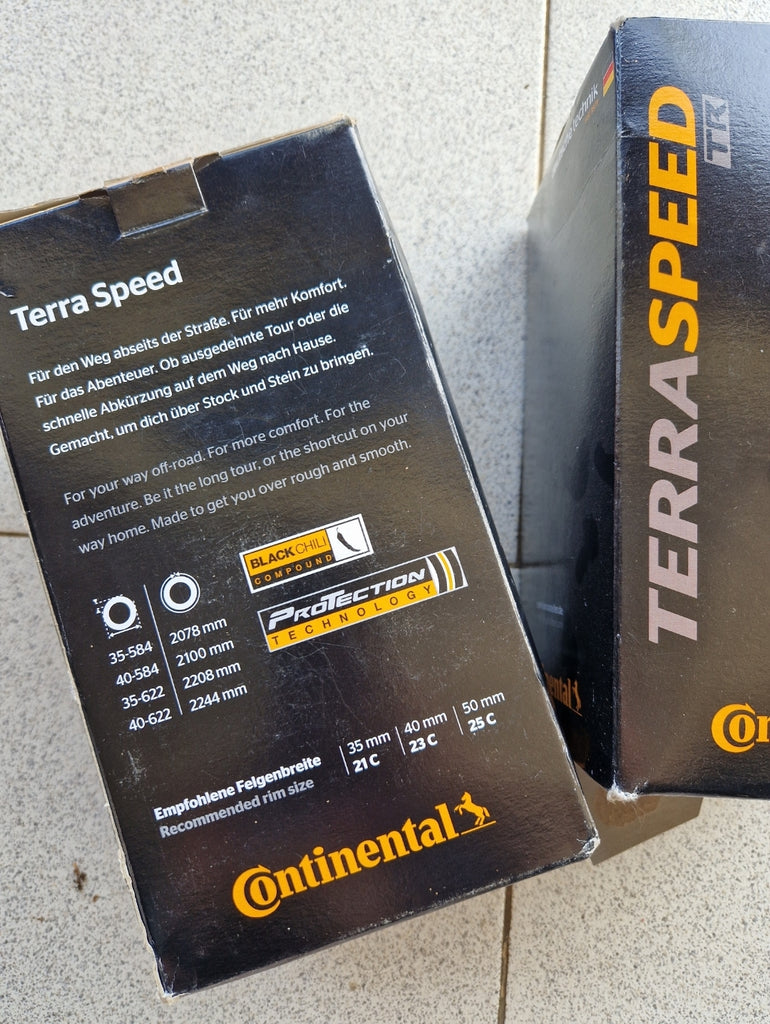 Terra Speed
Für den Weg abseits der Straße. Für mehr Komfort.
Für das Abenteuer. Ob ausgedehnte Tour oder die
schnelle Abkürzung auf dem Weg nach Hause.
Gemacht, um dich über Stock und Stein zu bringen.
For your way off-road. For more comfort. For the
adventure. Be it the long tour, or the shortcut on your
way home. Made to get you over rough and smooth.
BLACKCHILI
COMPOUND
PROTECTION
TECHNOLOGY
35-584 2078 mm
40-584 2100 mm
35-622 2208 mm
40-622 2244 mm
35 mm 40 mm 50 mm
21 C 23 C 25 C
Empfohlene Felgenbreite
Recommended rim size
Continental
technik
TERRASPEED
TR
Con